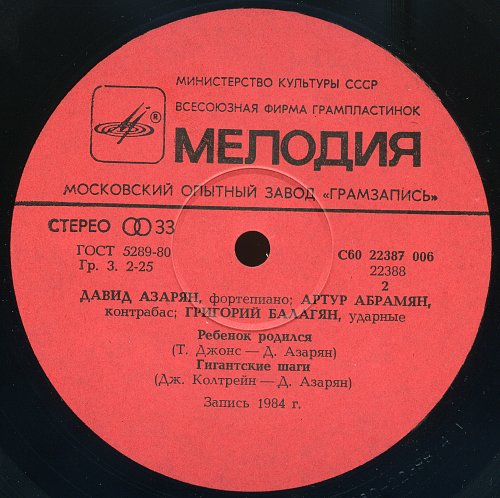 МИНИСТЕРСТВО КУЛЬТУРЫ СССР
ВСЕСОЮЗНАЯ ФИРМА ГРАМПЛАСТИНОК
®
МЕЛОДИЯ
МОСКОВСКИЙ ОПЫТНЫЙ ЗАВОД «ГРАМЗАПИСЬ»
СТЕРЕО 33
ГОСТ 5289-80
Гр. 3. 2-25
С60 22387 006
22388
2
ДАВИД АЗАРЯН, фортепиано; АРТУР АБРАМЯН,
контрабас; ГРИГОРИЙ БАЛАГЯН, ударные
Ребенок родился
(Т. Джонс — Д. Азарян)
Гигантские шаги
(Дж. Колтрейн — Д. Азарян)
Запись 1984 г.